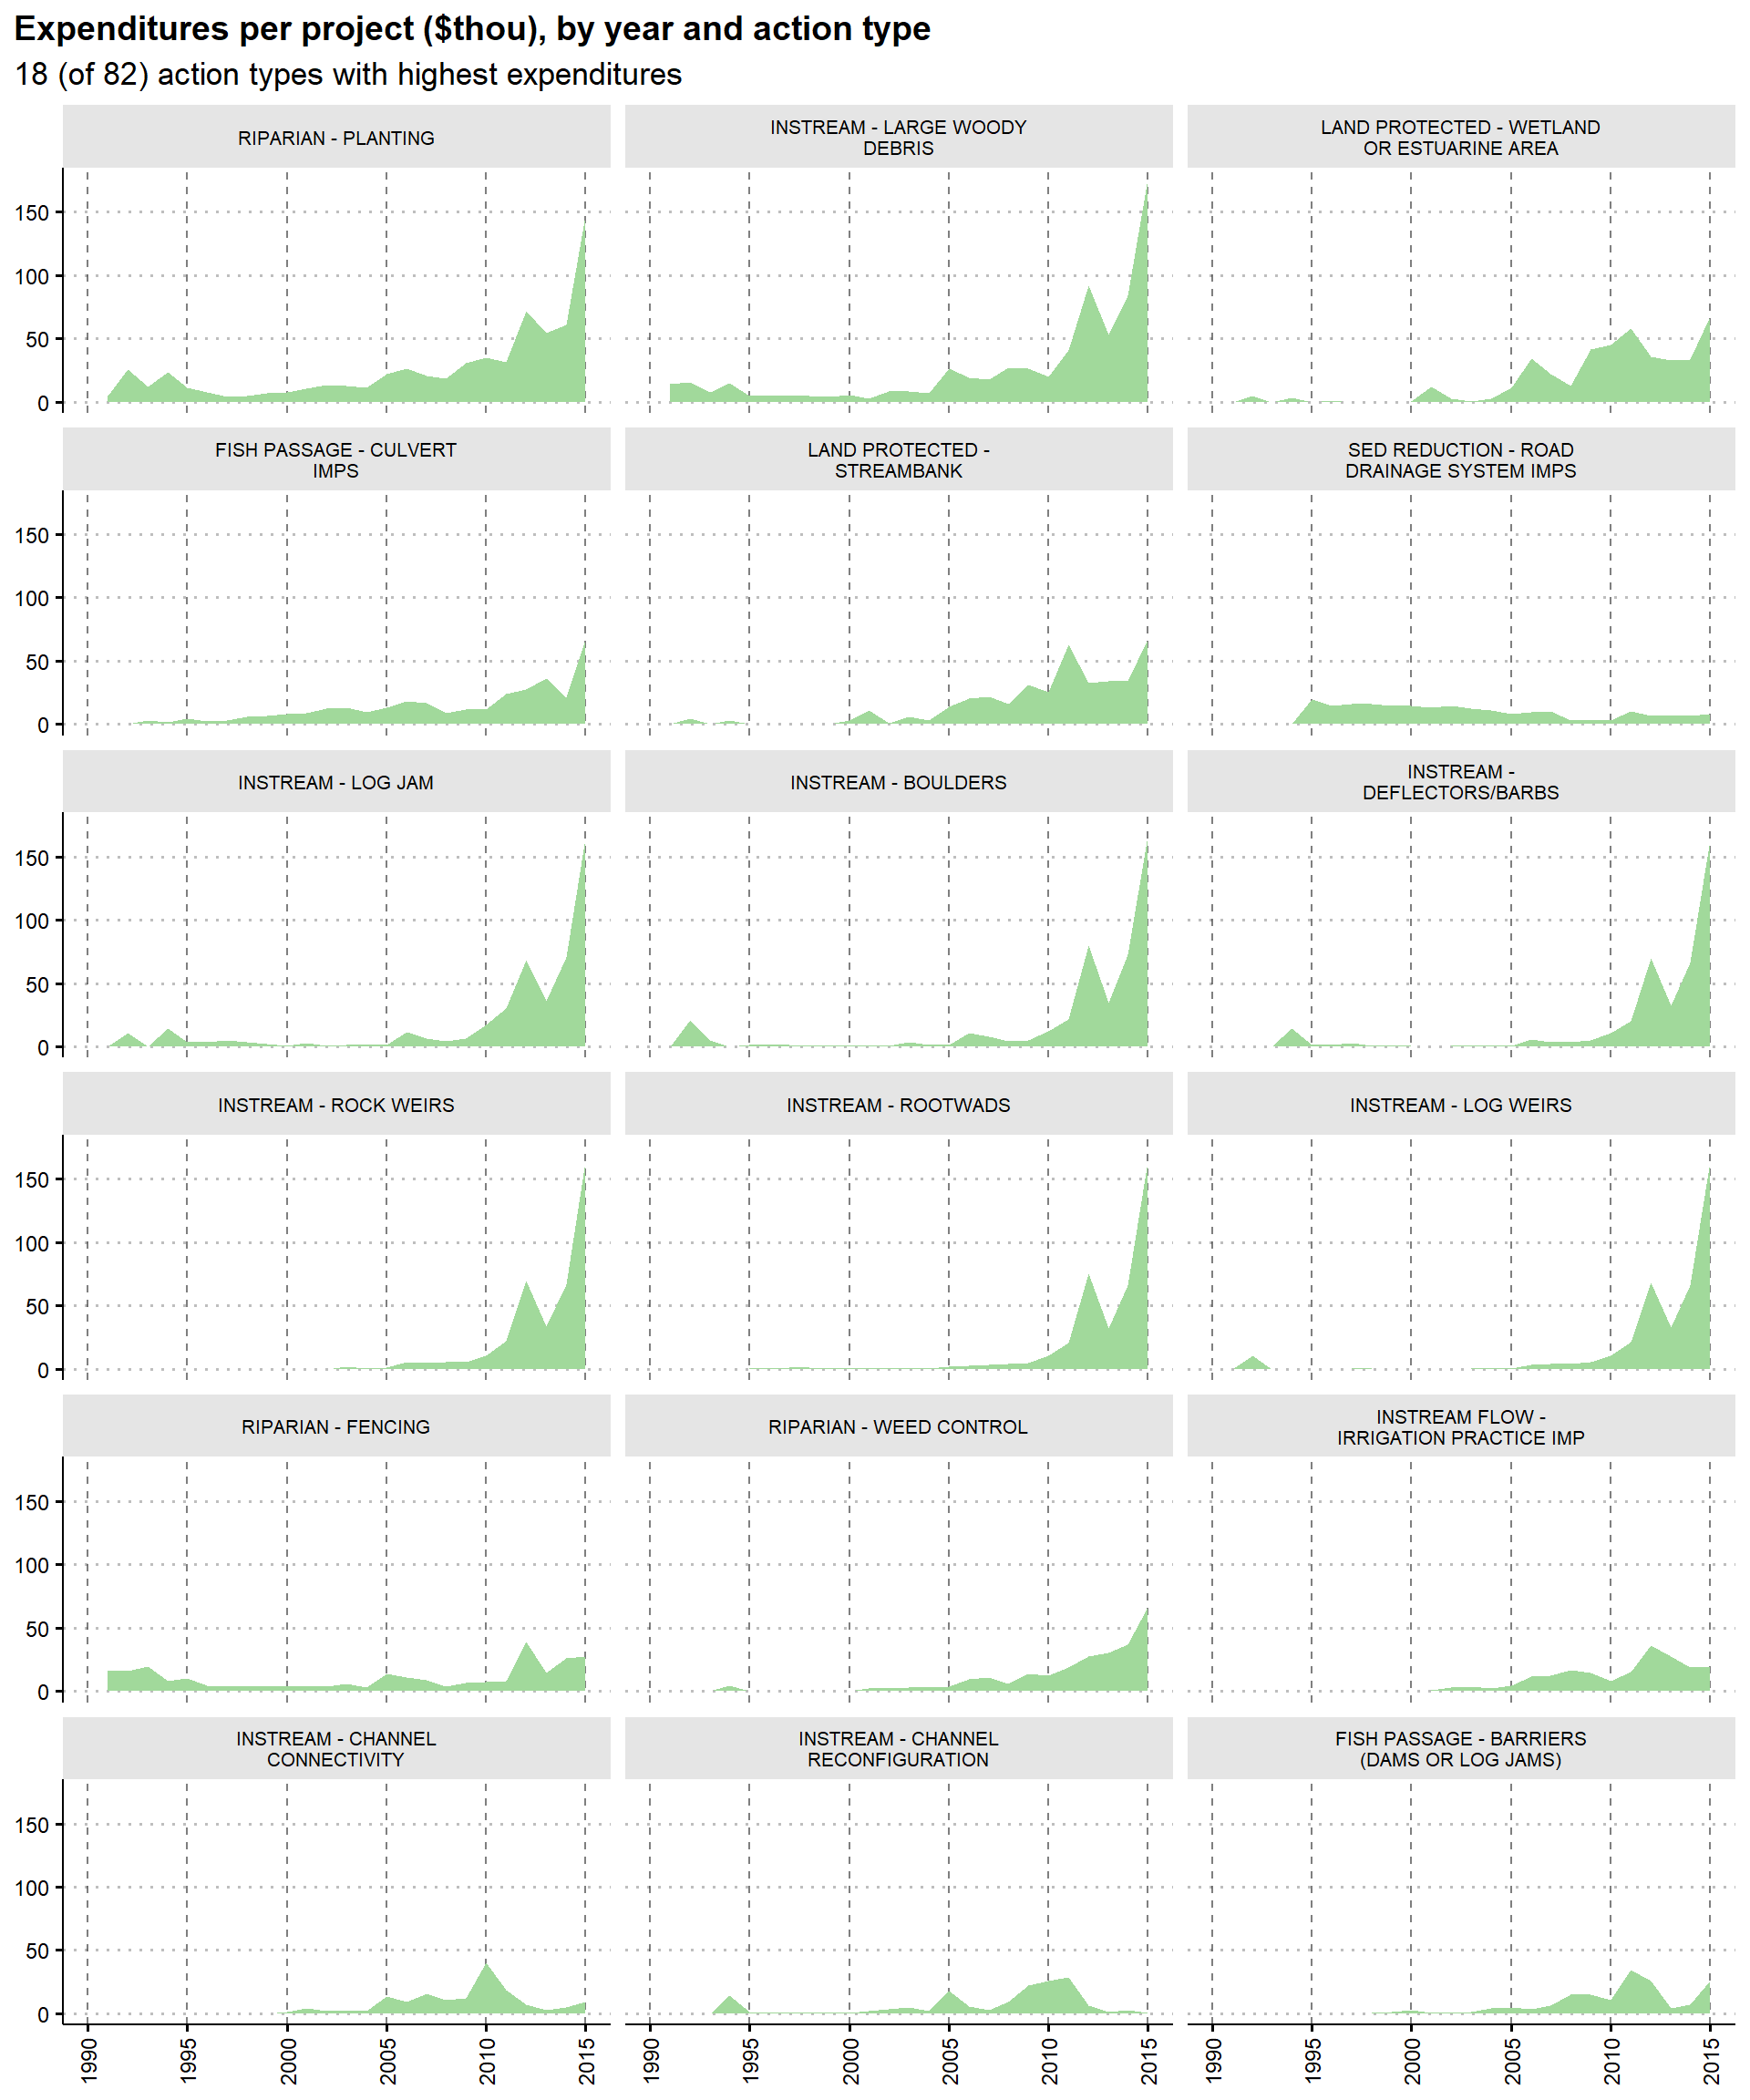 Expenditures per project ($thou), by year and action type
18 (of 82) action types with highest expenditures
RIPARIAN - PLANTING
INSTREAM - LARGE WOODY
DEBRIS
LAND PROTECTED - WETLAND
OR ESTUARINE AREA
150
100
50
0
FISH PASSAGE - CULVERT
IMPS
LAND PROTECTED -
STREAMBANK
SED REDUCTION - ROAD
DRAINAGE SYSTEM IMPS
150
100
50
0
INSTREAM - LOG JAM
INSTREAM - BOULDERS
INSTREAM -
DEFLECTORS/BARBS
150
100
50
0
INSTREAM - ROCK WEIRS
INSTREAM - ROOTWADS
INSTREAM - LOG WEIRS
150
100
50
0
RIPARIAN - FENCING
RIPARIAN - WEED CONTROL
INSTREAM FLOW -
IRRIGATION PRACTICE IMP
150
100
50
0
INSTREAM - CHANNEL
CONNECTIVITY
INSTREAM - CHANNEL
RECONFIGURATION
FISH PASSAGE - BARRIERS
(DAMS OR LOG JAMS)
150
100
50
0
1990 1995 2000 2005 2010 2015
1990 1995 2000 2005 2010 2015
1990 1995 2000 2005 2010 2015